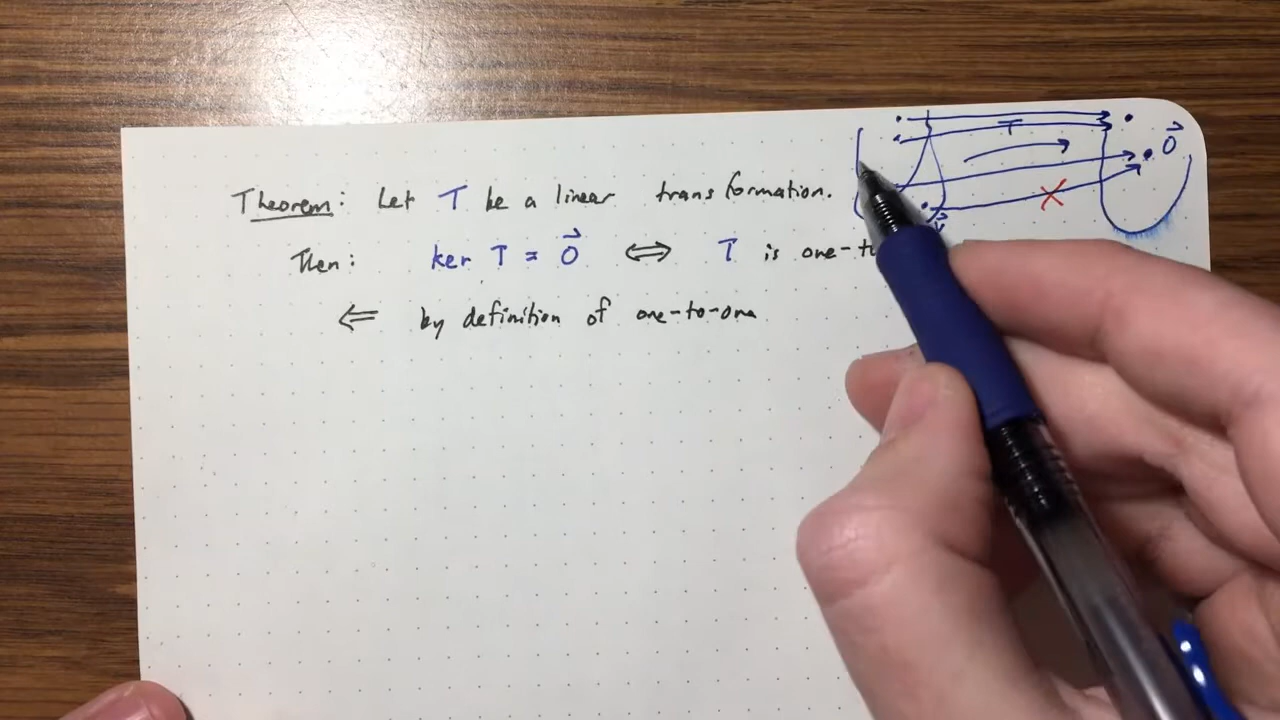 T
0⃗
Theorem: Let T be a linear transformation.
v⃗
Then: ker T = 0⃗ ⟺ T is one-to
⟸ by definition of one-to-one